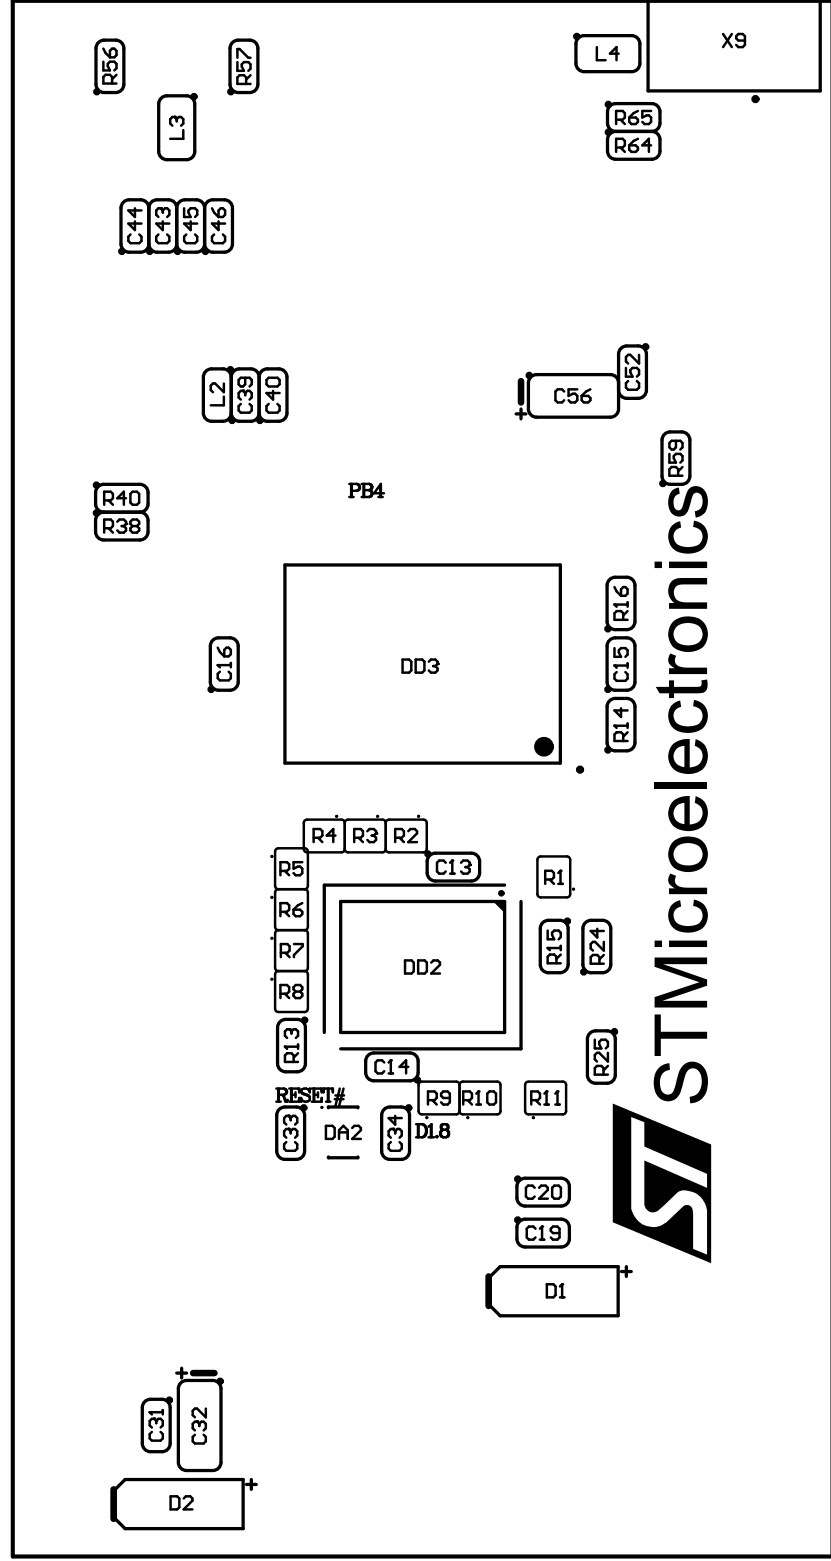 X9
L4
R56
R57
R65
L3
R64
C44
C43
C45
C46
C52
L2
C39
C40
C56
R59
PB4
R40
R38
R16
DD3
C16
C15
R14
STMicroelectronics
R4
R3
R2
C13
R5
R1
R6
R15
R24
R7
DD2
R8
R13
R25
C14
RESET#
R9
R10
R11
C33
DA2
C34
D1.8
C20
ST
C19
D1
C31
C32
D2